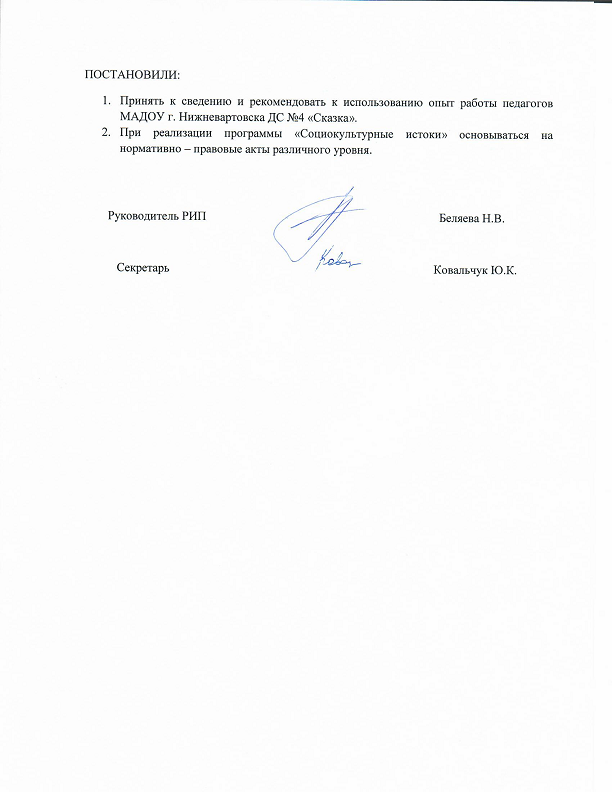 ПОСТАНОВИЛИ:
1. Принять к сведению и рекомендовать к использованию опыт работы педагогов
МАДОУ г. Нижневартовска ДС №4 «Сказка».
2. При реализации программы «Социокультурные истоки» основываться на
нормативно – правовые акты различного уровня.
Руководитель РИП Беляева Н.В.
Секретарь Ковальчук Ю.К.